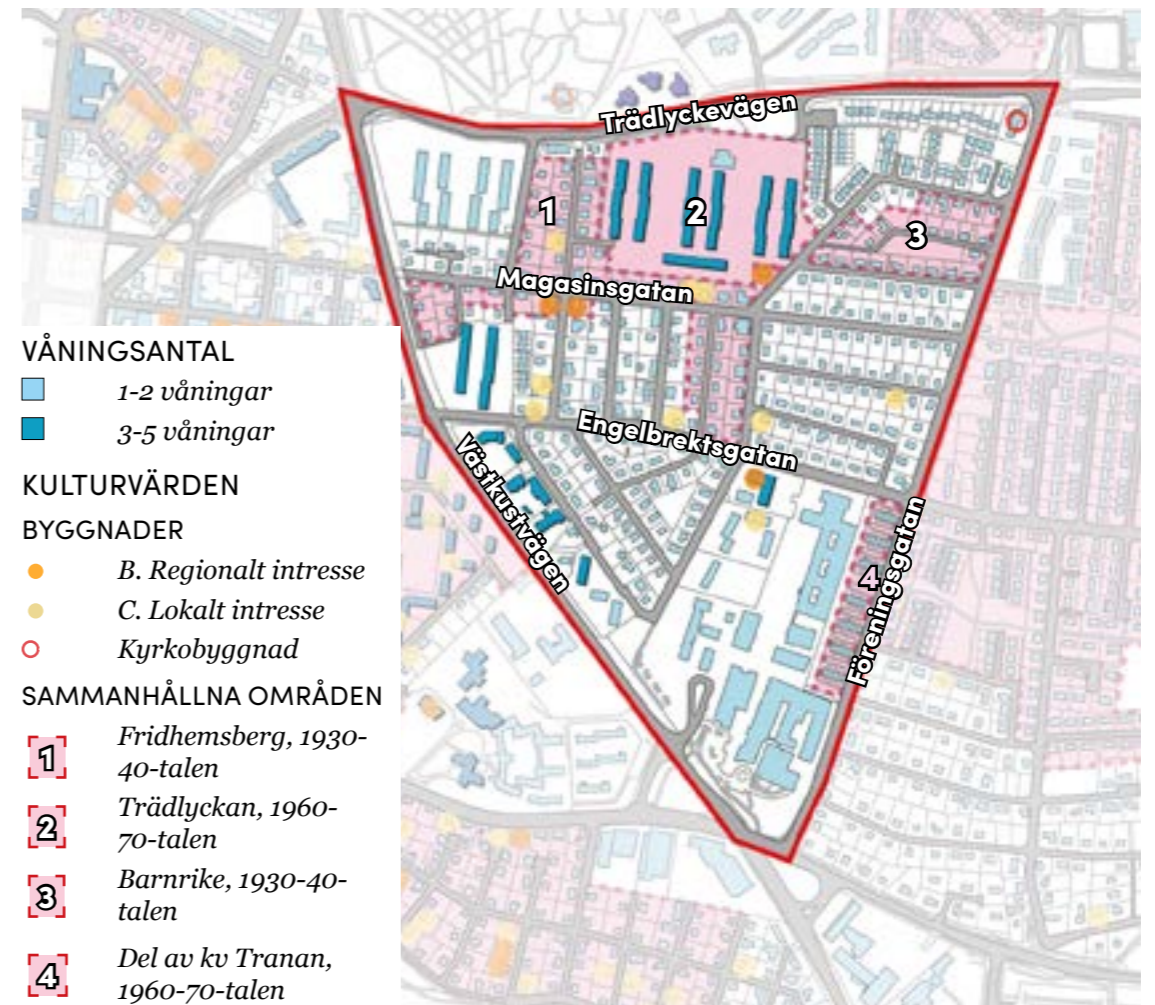 Trädlyckevägen
1
2
3
Magasinsgatan
Engelbrektsgatan
Västkustvägen
4
Föreningsgatan
VÅNINGSANTAL
1-2 våningar
3-5 våningar
KULTURVÄRDEN
BYGGNADER
B. Regionalt intresse
C. Lokalt intresse
Kyrkobyggnad
SAMMANHÅLLNA OMRÅDEN
1 Fridhemsberg, 1930-
40-talen
2 Trädlyckan, 1960-
70-talen
3 Barnrike, 1930-40-
talen
4 Del av kv Tranan,
1960-70-talen